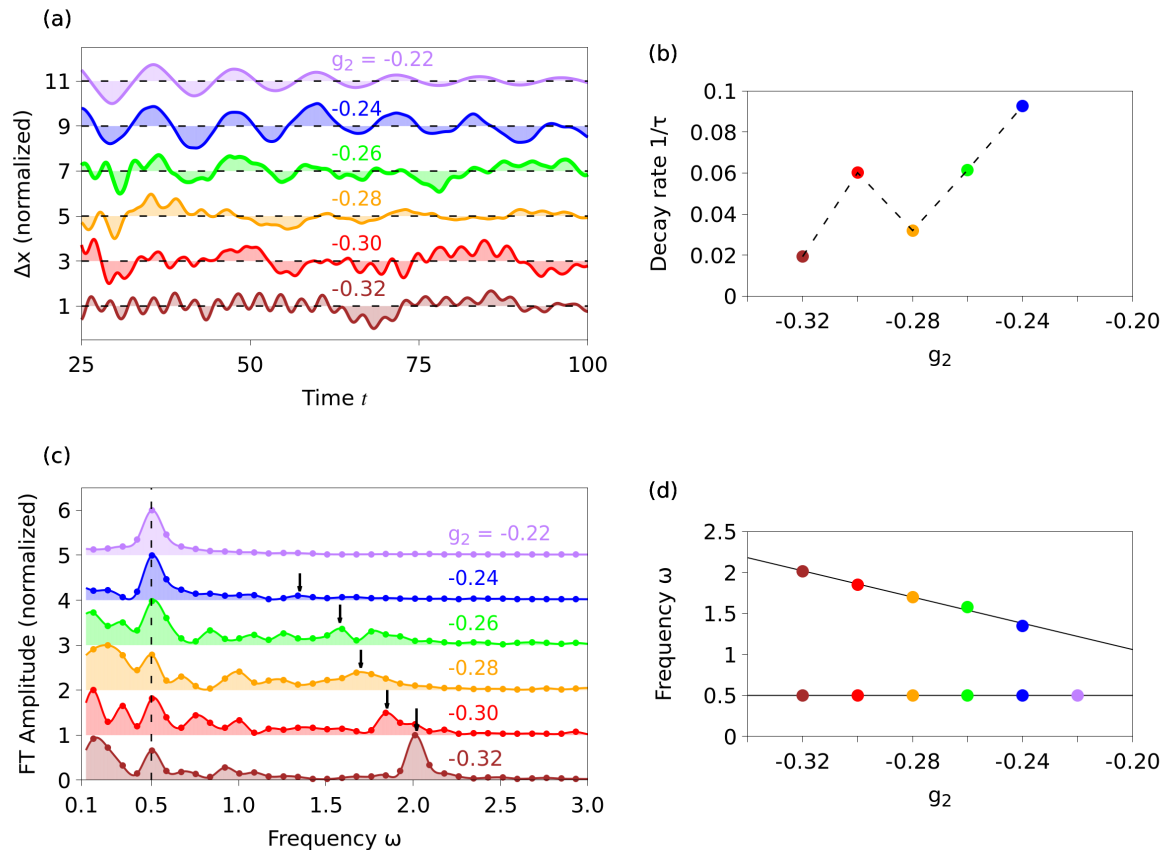 (a)
Δx (normalized)
11
9
7
5
3
1
g₂ = -0.22
-0.24
-0.26
-0.28
-0.30
-0.32
25 50 75 100
Time t
(b)
Decay rate 1/τ
0.1
0.08
0.06
0.04
0.02
0
-0.32 -0.28 -0.24 -0.20
g₂
(c)
FT Amplitude (normalized)
6
5
4
3
2
1
0
g₂ = -0.22
-0.24
-0.26
-0.28
-0.30
-0.32
0.1 0.5 1.0 1.5 2.0 2.5 3.0
Frequency ω
(d)
Frequency ω
2.5
2
1.5
1
0.5
0
-0.32 -0.28 -0.24 -0.20
g₂